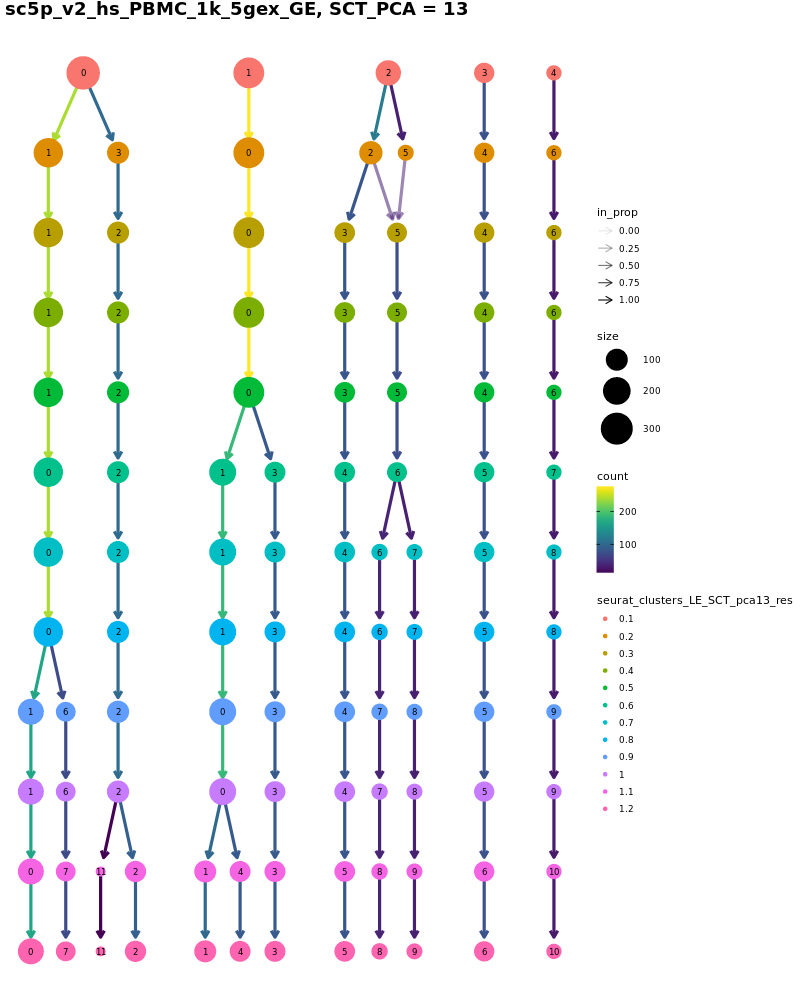 sc5p_v2_hs_PBMC_1k_5gex_GE, SCT_PCA = 13
0 1 2 3 4
1 3 0 2 5 4 6
1 2 0 3 5 4 6
1 2 0 3 5 4 6
1 2 0 3 5 4 6
0 2 1 3 4 6 5 7
0 2 1 3 4 6 7 5 8
0 2 1 3 4 6 7 5 8
1 6 2 0 3 4 7 8 5 9
1 6 2 0 3 4 7 8 5 9
0 7 11 2 1 4 3 5 8 9 6 10
0 7 11 2 1 4 3 5 8 9 6 10
in_prop
0.00
0.25
0.50
0.75
1.00
size
100
200
300
count
200
100
seurat_clusters_LE_SCT_pca13_res
0.1
0.2
0.3
0.4
0.5
0.6
0.7
0.8
0.9
1
1.1
1.2